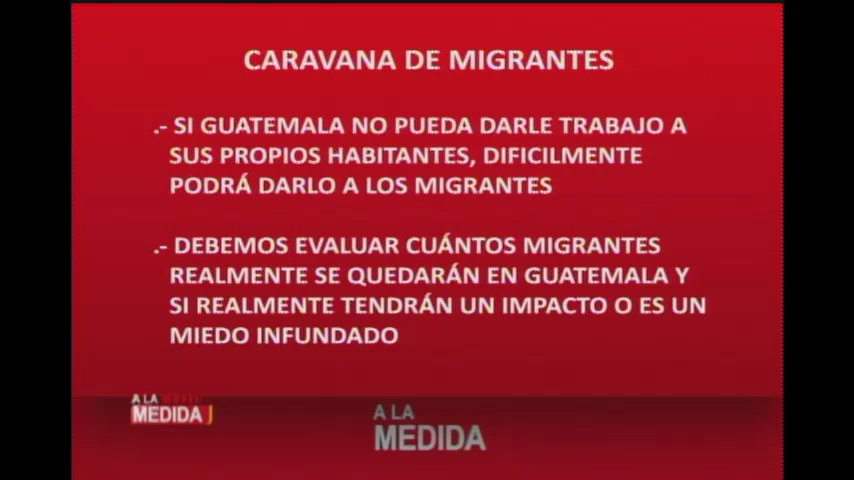 CARAVANA DE MIGRANTES
.- SI GUATEMALA NO PUEDA DARLE TRABAJO A
SUS PROPIOS HABITANTES, DIFICILMENTE
PODRÁ DARLO A LOS MIGRANTES
.- DEBEMOS EVALUAR CUÁNTOS MIGRANTES
REALMENTE SE QUEDARÁN EN GUATEMALA Y
SI REALMENTE TENDRÁN UN IMPACTO O ES UN
MIEDO INFUNDADO
A LA
MEDIDA
A LA
MEDIDA